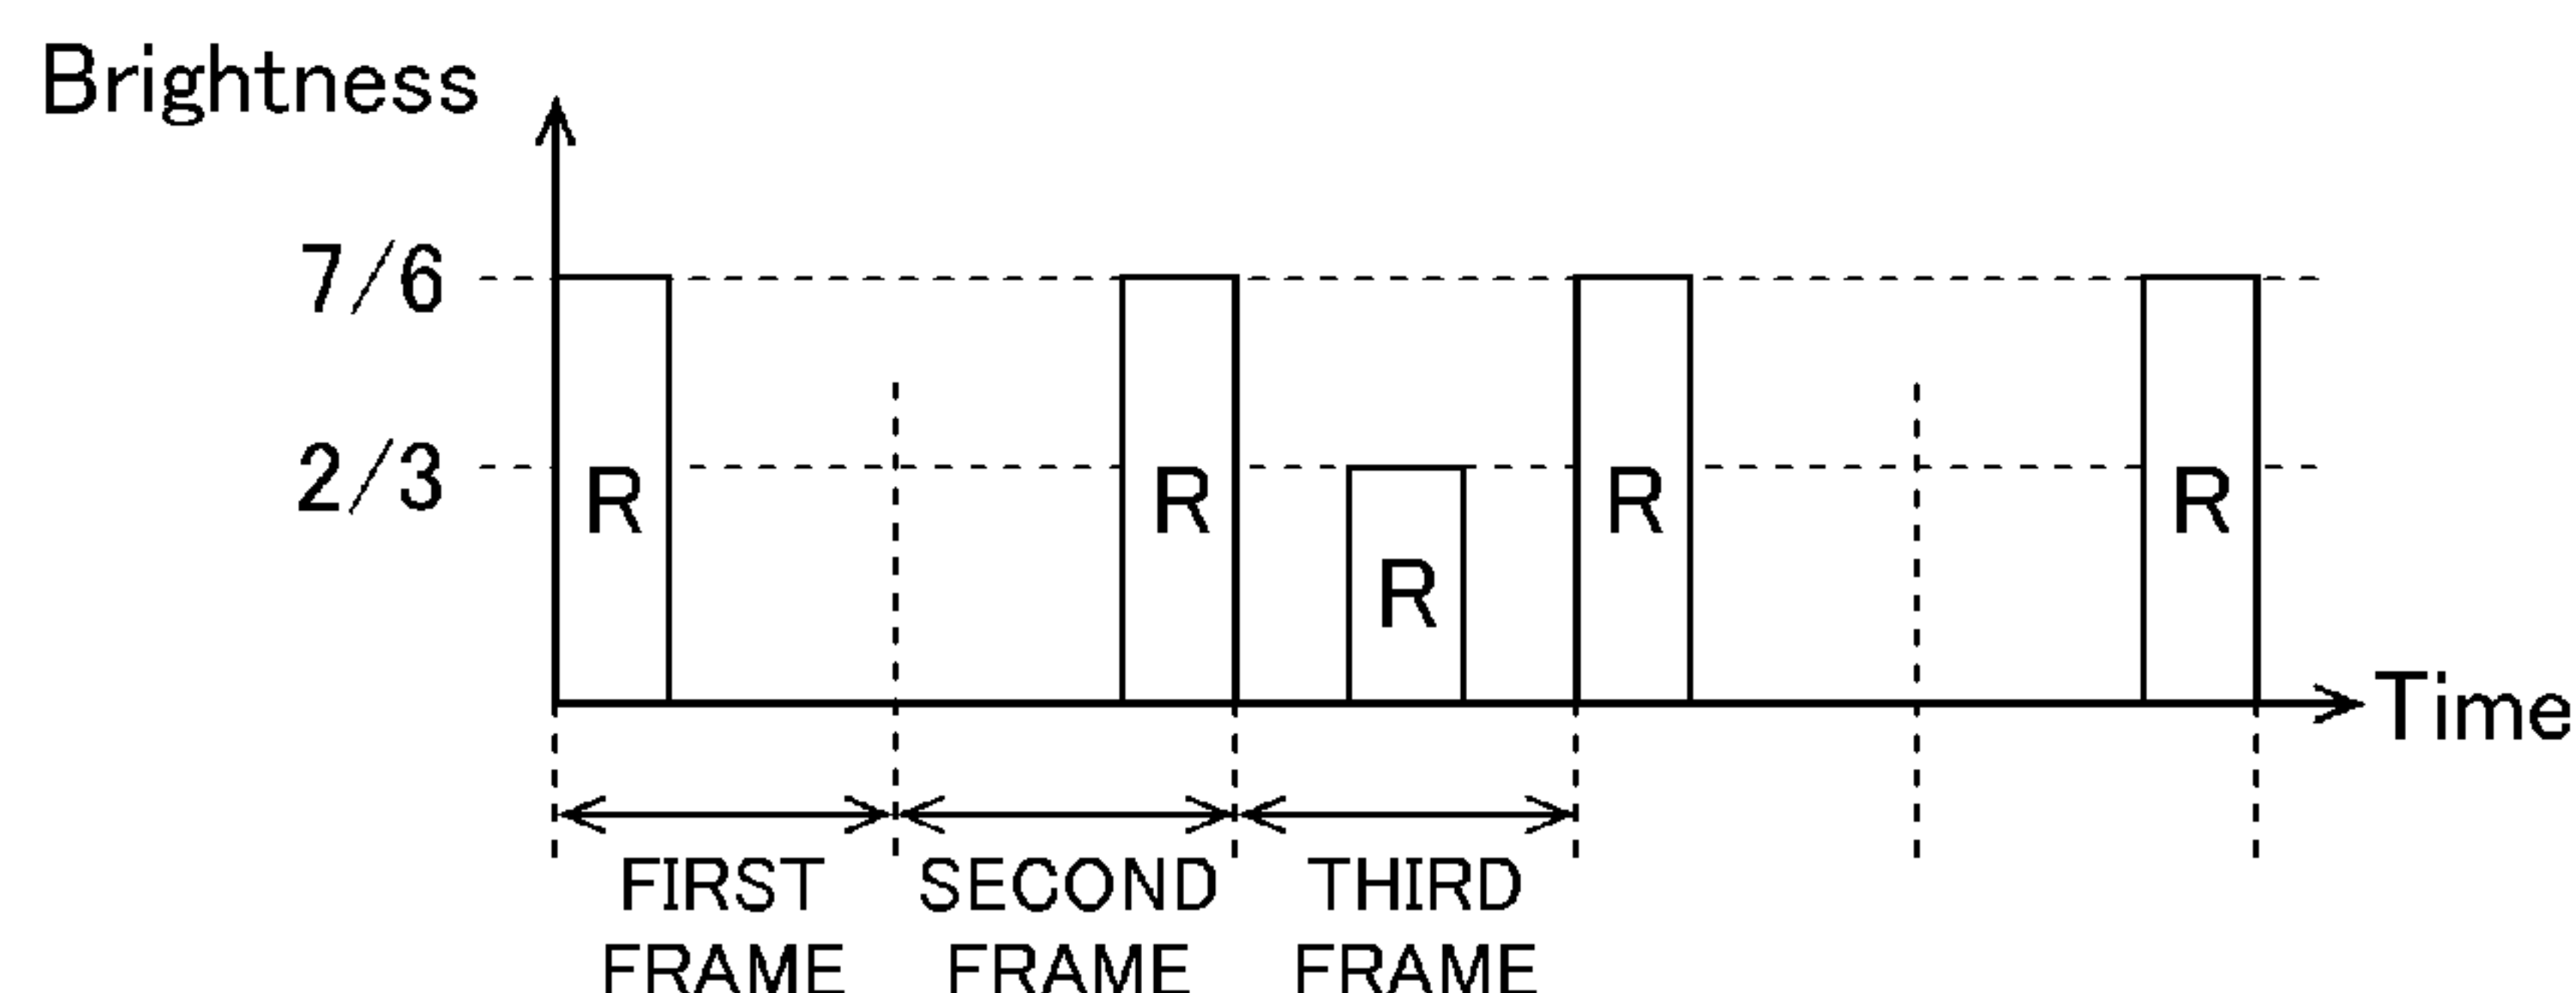 Brightness
7/6
2/3
R R R R
R
Time
FIRST SECOND THIRD
FRAME FRAME FRAME